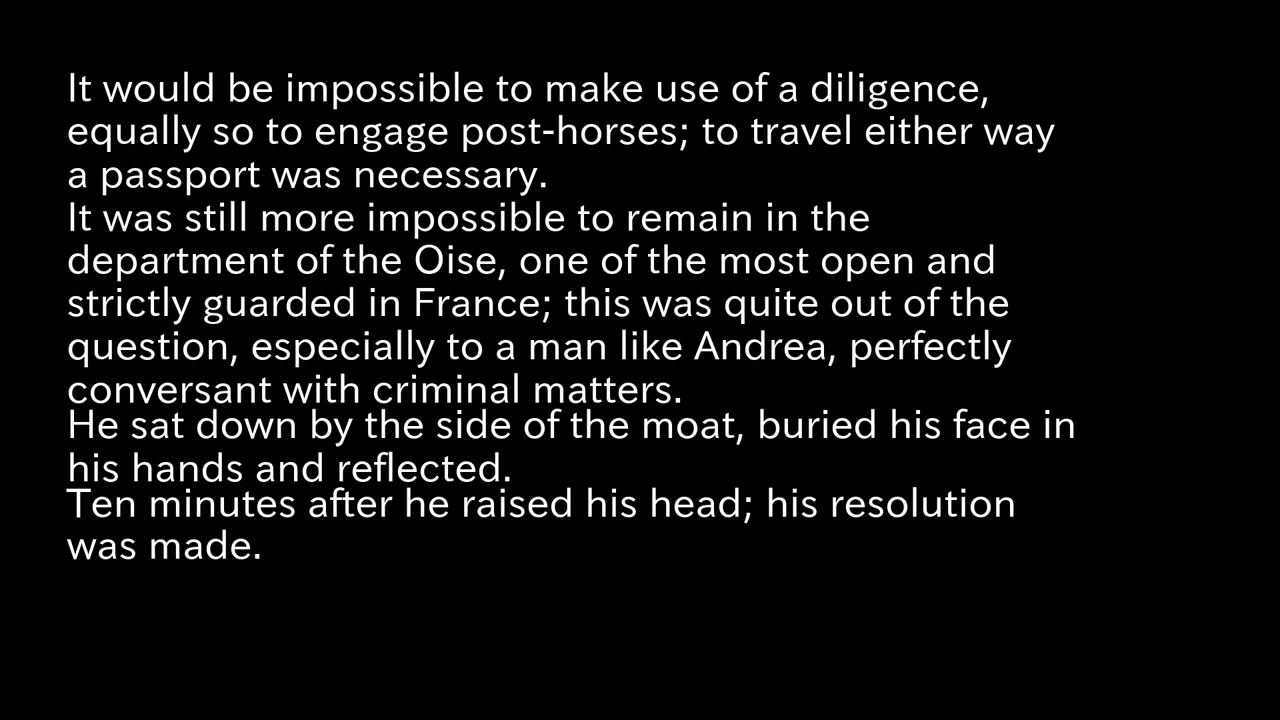 It would be impossible to make use of a diligence,
equally so to engage post-horses; to travel either way
a passport was necessary.
It was still more impossible to remain in the
department of the Oise, one of the most open and
strictly guarded in France; this was quite out of the
question, especially to a man like Andrea, perfectly
conversant with criminal matters.
He sat down by the side of the moat, buried his face in
his hands and reflected.
Ten minutes after he raised his head; his resolution
was made.